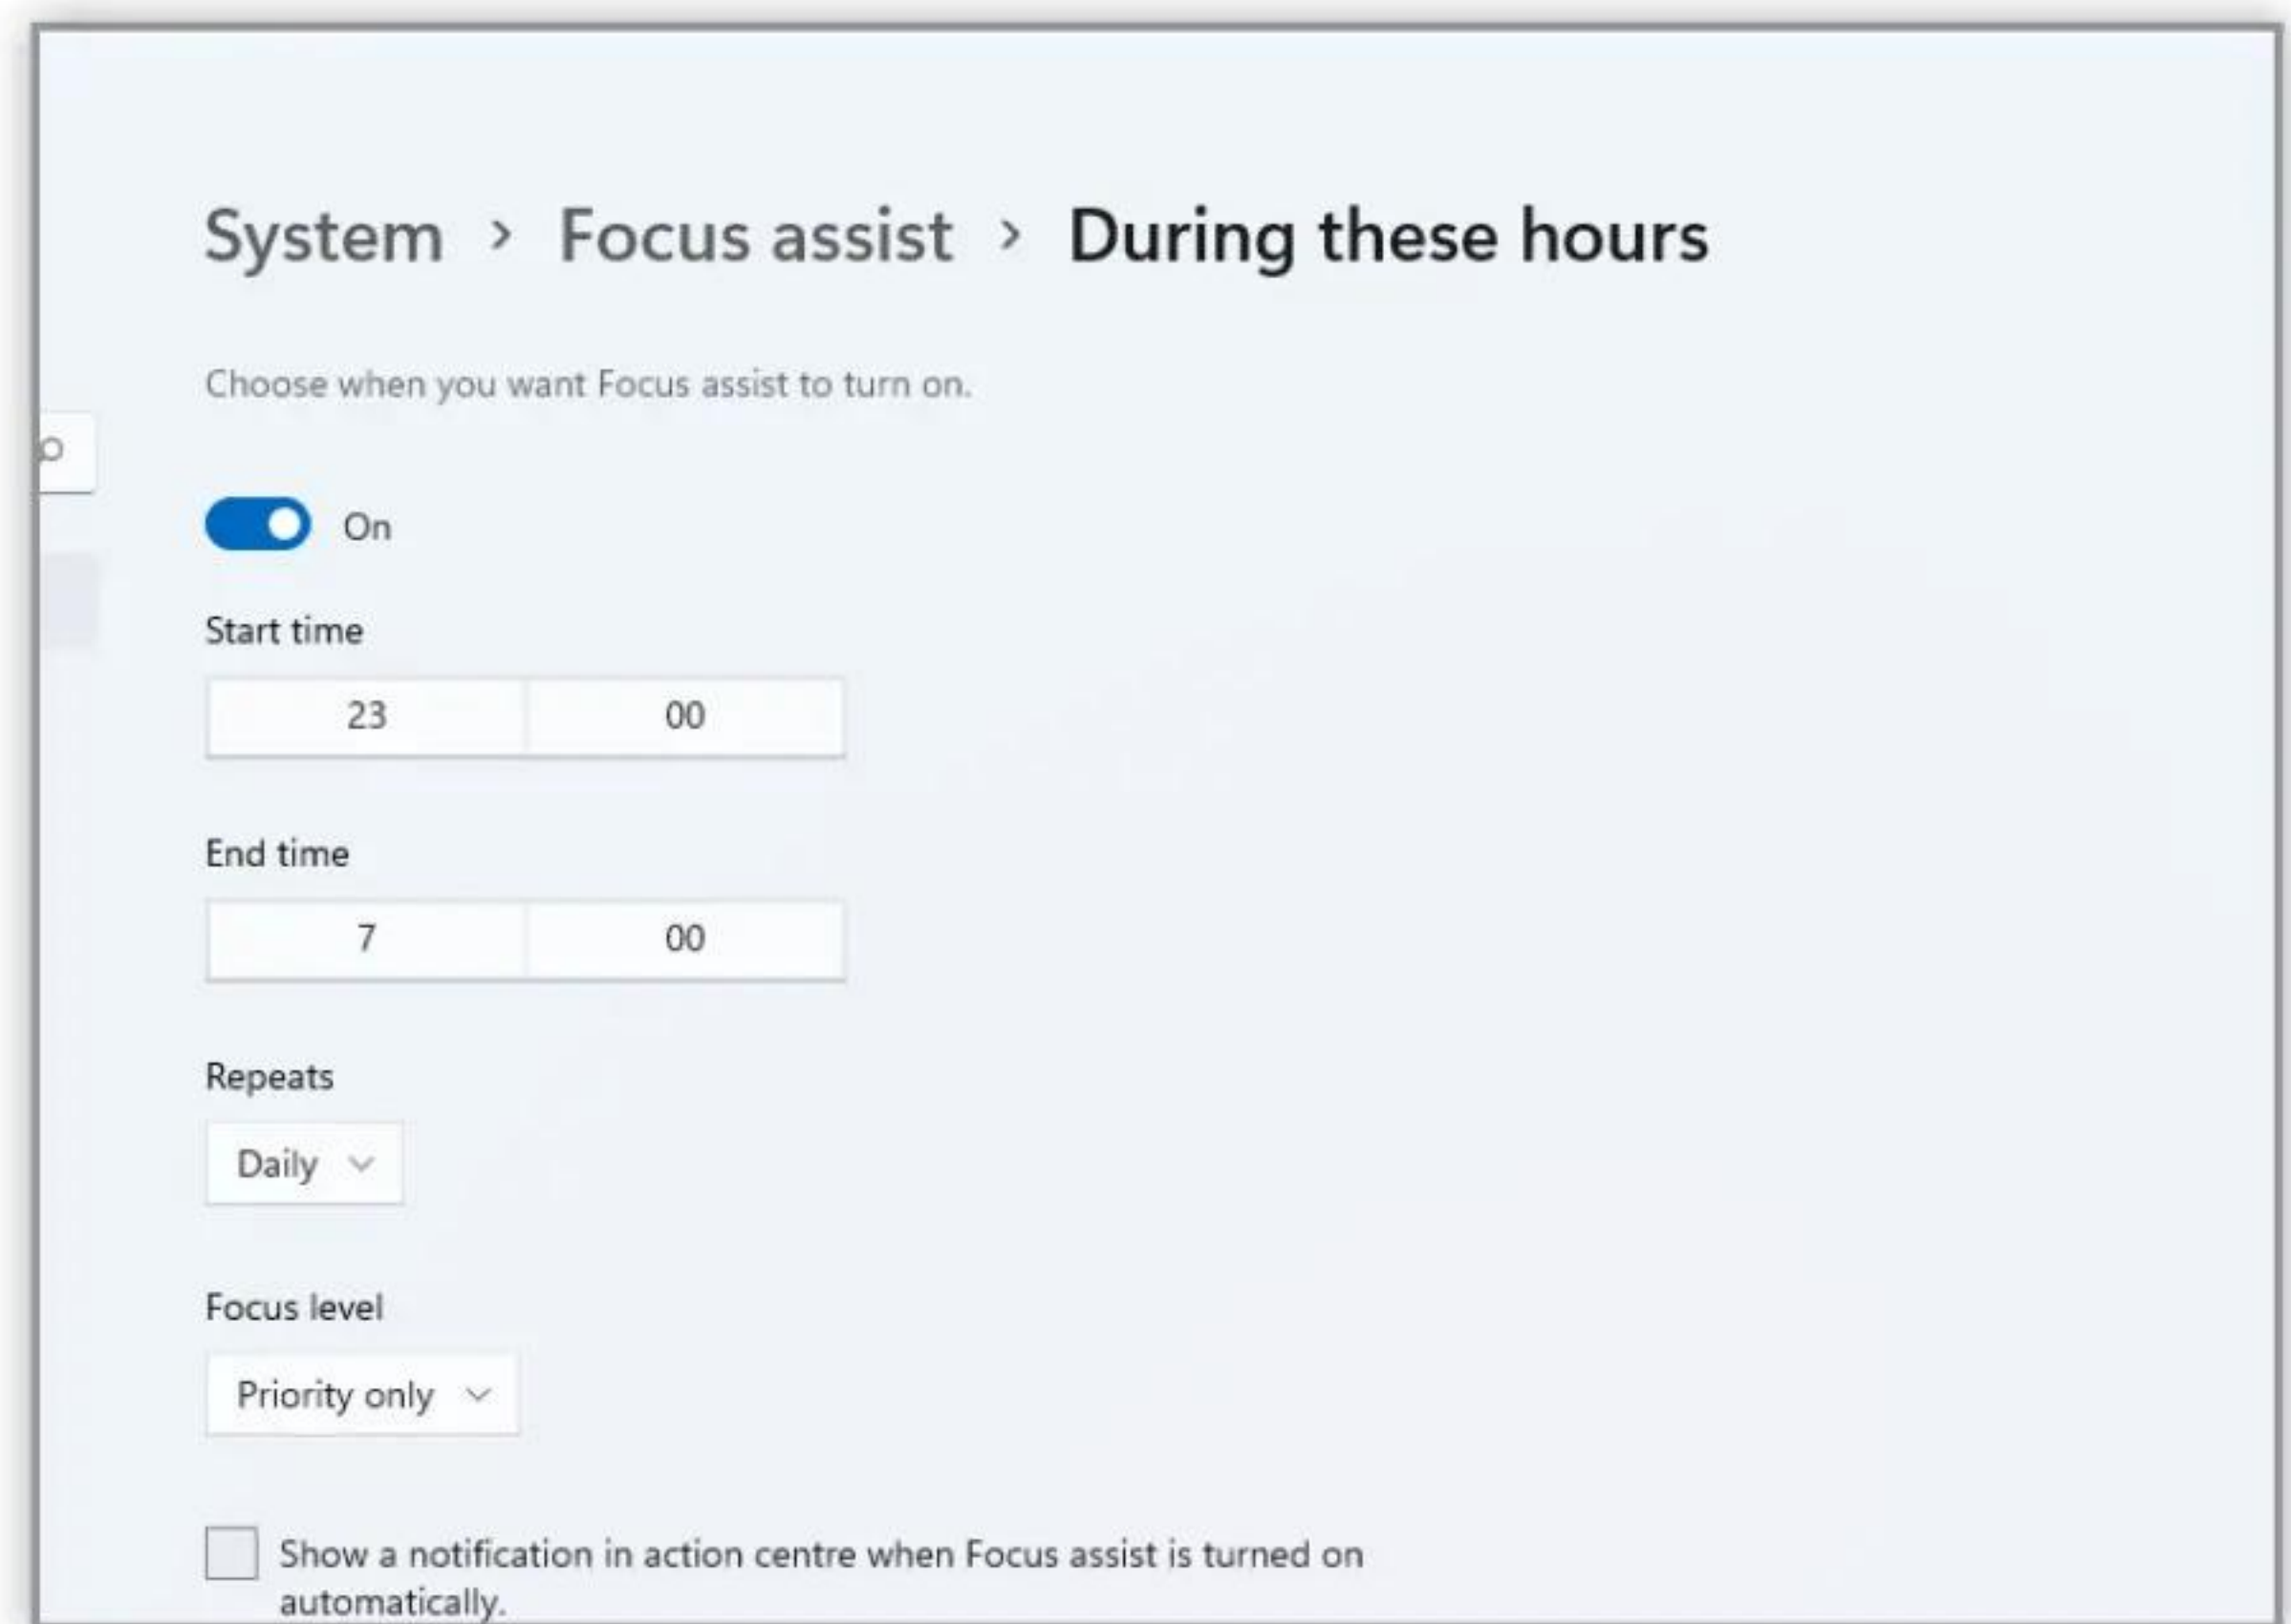 System > Focus assist > During these hours
Choose when you want Focus assist to turn on.
On
Start time
23 00
End time
7 00
Repeats
Daily
Focus level
Priority only
Show a notification in action centre when Focus assist is turned on
automatically.